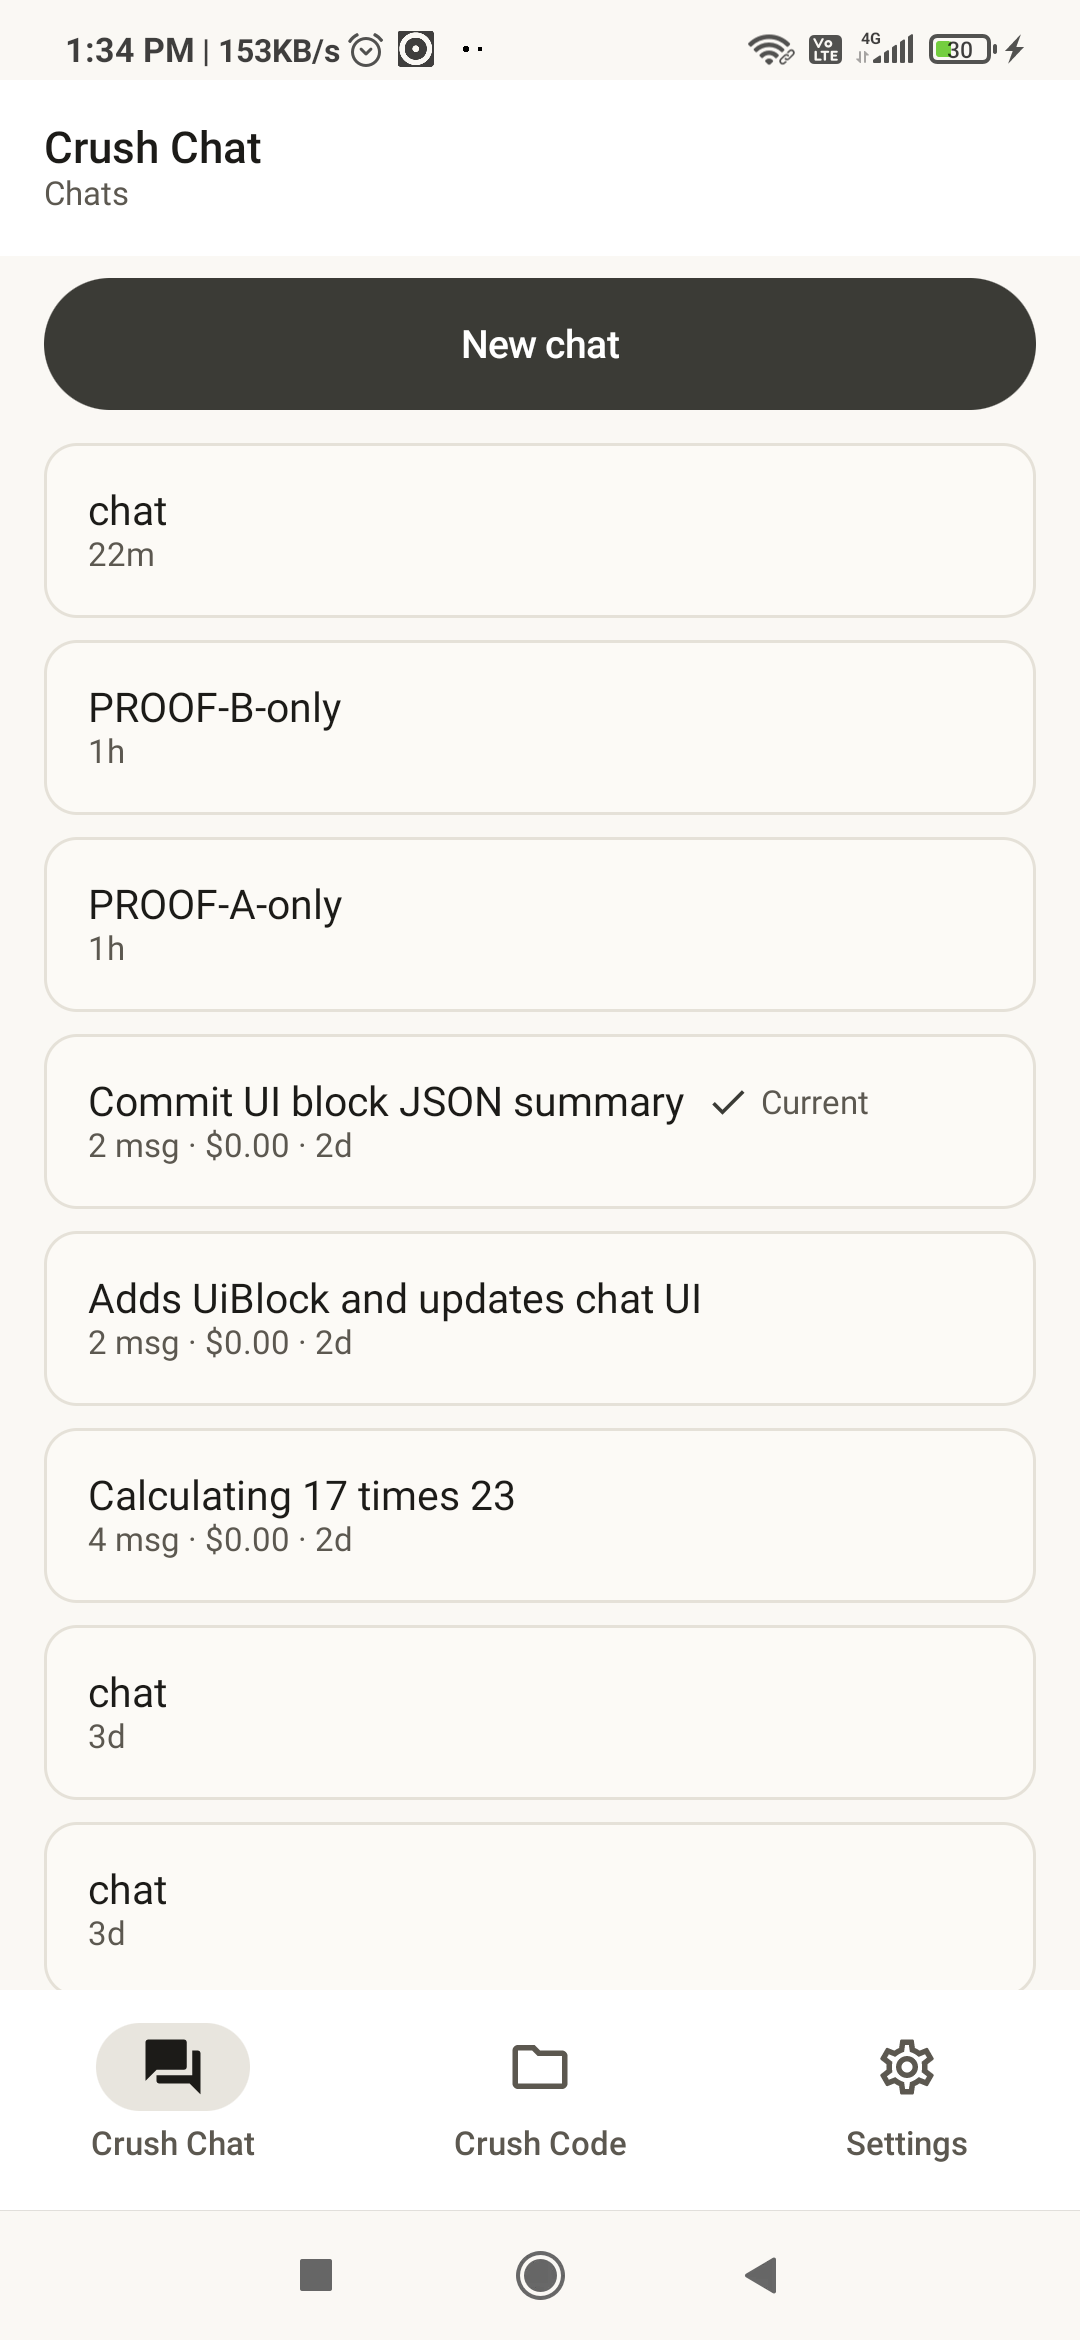 1:34 PM | 153KB/s
Vo LTE
4G
30
Crush Chat
Chats
New chat
chat
22m
PROOF-B-only
1h
PROOF-A-only
1h
Commit UI block JSON summary Current
2 msg · $0.00 · 2d
Adds UiBlock and updates chat UI
2 msg · $0.00 · 2d
Calculating 17 times 23
4 msg · $0.00 · 2d
chat
3d
chat
3d
Crush Chat
Crush Code
Settings